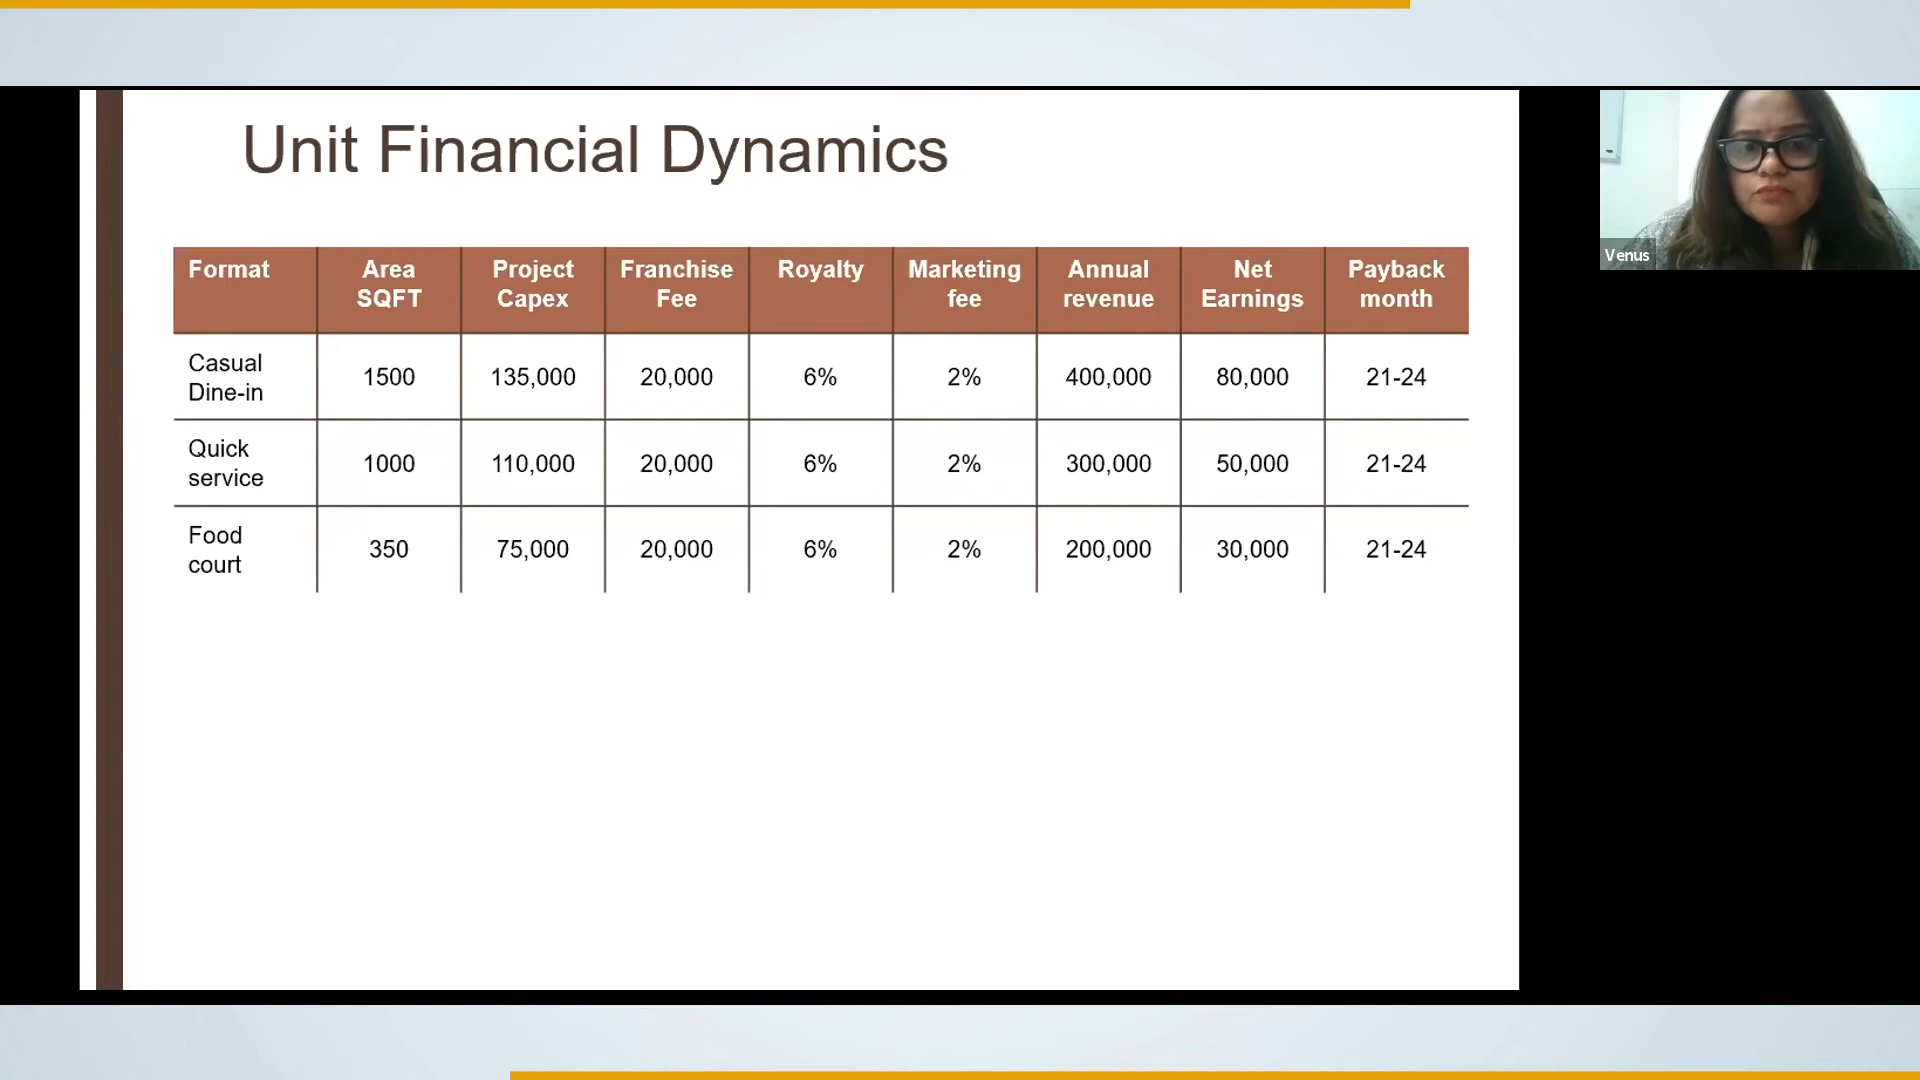 Unit Financial Dynamics
Format Area SQFT Project Capex Franchise Fee Royalty Marketing fee Annual revenue Net Earnings Payback month
Casual Dine-in 1500 135,000 20,000 6% 2% 400,000 80,000 21-24
Quick service 1000 110,000 20,000 6% 2% 300,000 50,000 21-24
Food court 350 75,000 20,000 6% 2% 200,000 30,000 21-24
Venus